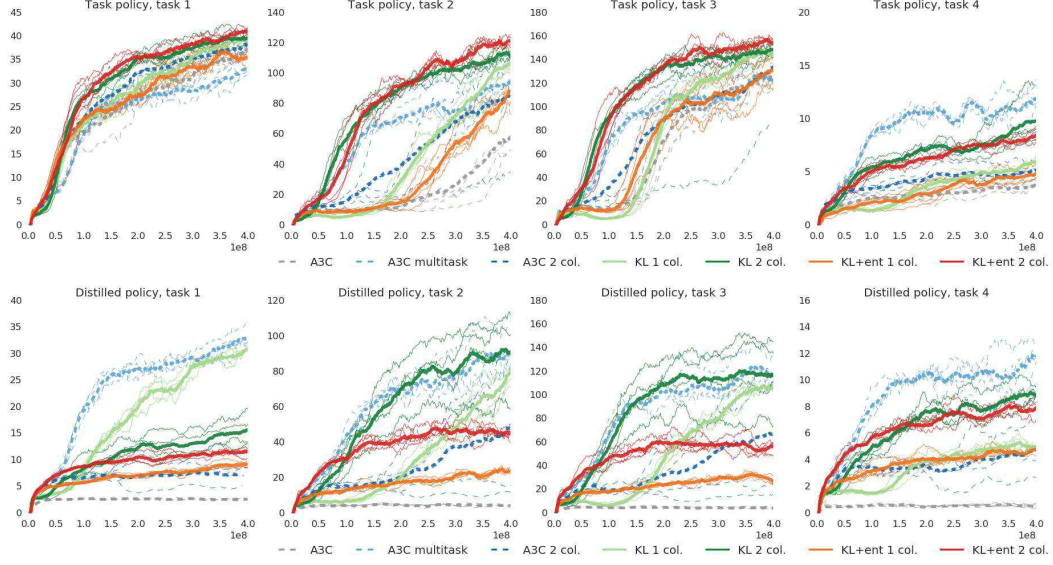 Task policy, task 1
45
40
35
30
25
20
15
10
5
0
0.0 0.5 1.0 1.5 2.0 2.5 3.0 3.5 4.0
1e8
Task policy, task 2
140
120
100
80
60
40
20
0
0.0 0.5 1.0 1.5 2.0 2.5 3.0 3.5 4.0
1e8
Task policy, task 3
180
160
140
120
100
80
60
40
20
0
0.0 0.5 1.0 1.5 2.0 2.5 3.0 3.5 4.0
1e8
Task policy, task 4
20
15
10
5
0
0.0 0.5 1.0 1.5 2.0 2.5 3.0 3.5 4.0
1e8
A3C A3C multitask A3C 2 col. KL 1 col. KL 2 col. KL+ent 1 col. KL+ent 2 col.
Distilled policy, task 1
40
35
30
25
20
15
10
5
0
0.0 0.5 1.0 1.5 2.0 2.5 3.0 3.5 4.0
1e8
Distilled policy, task 2
120
100
80
60
40
20
0
0.0 0.5 1.0 1.5 2.0 2.5 3.0 3.5 4.0
1e8
Distilled policy, task 3
180
160
140
120
100
80
60
40
20
0
0.0 0.5 1.0 1.5 2.0 2.5 3.0 3.5 4.0
1e8
Distilled policy, task 4
16
14
12
10
8
6
4
2
0
0.0 0.5 1.0 1.5 2.0 2.5 3.0 3.5 4.0
1e8
A3C A3C multitask A3C 2 col. KL 1 col. KL 2 col. KL+ent 1 col. KL+ent 2 col.